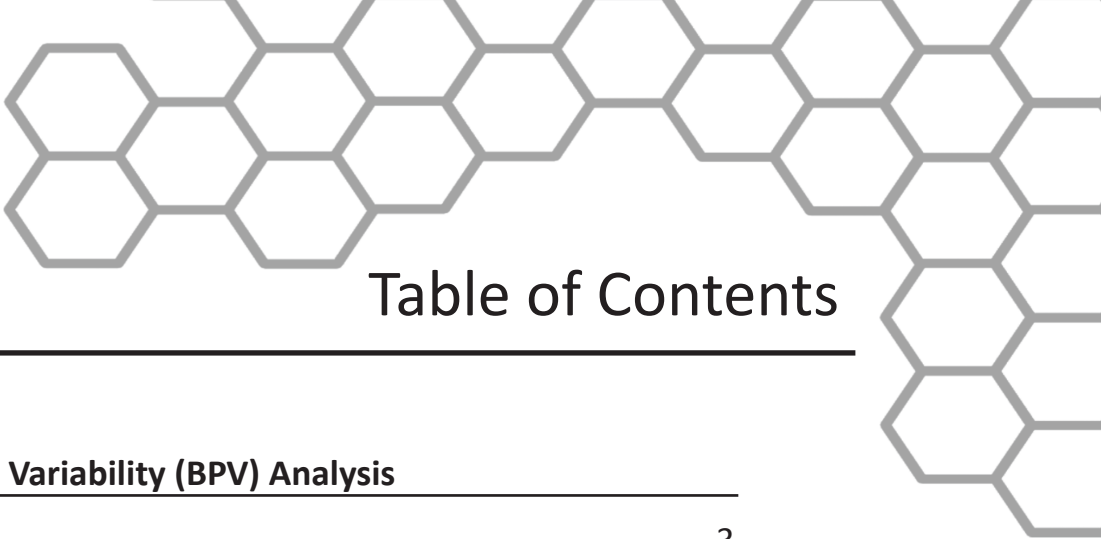 Table of Contents
Variability (BPV) Analysis